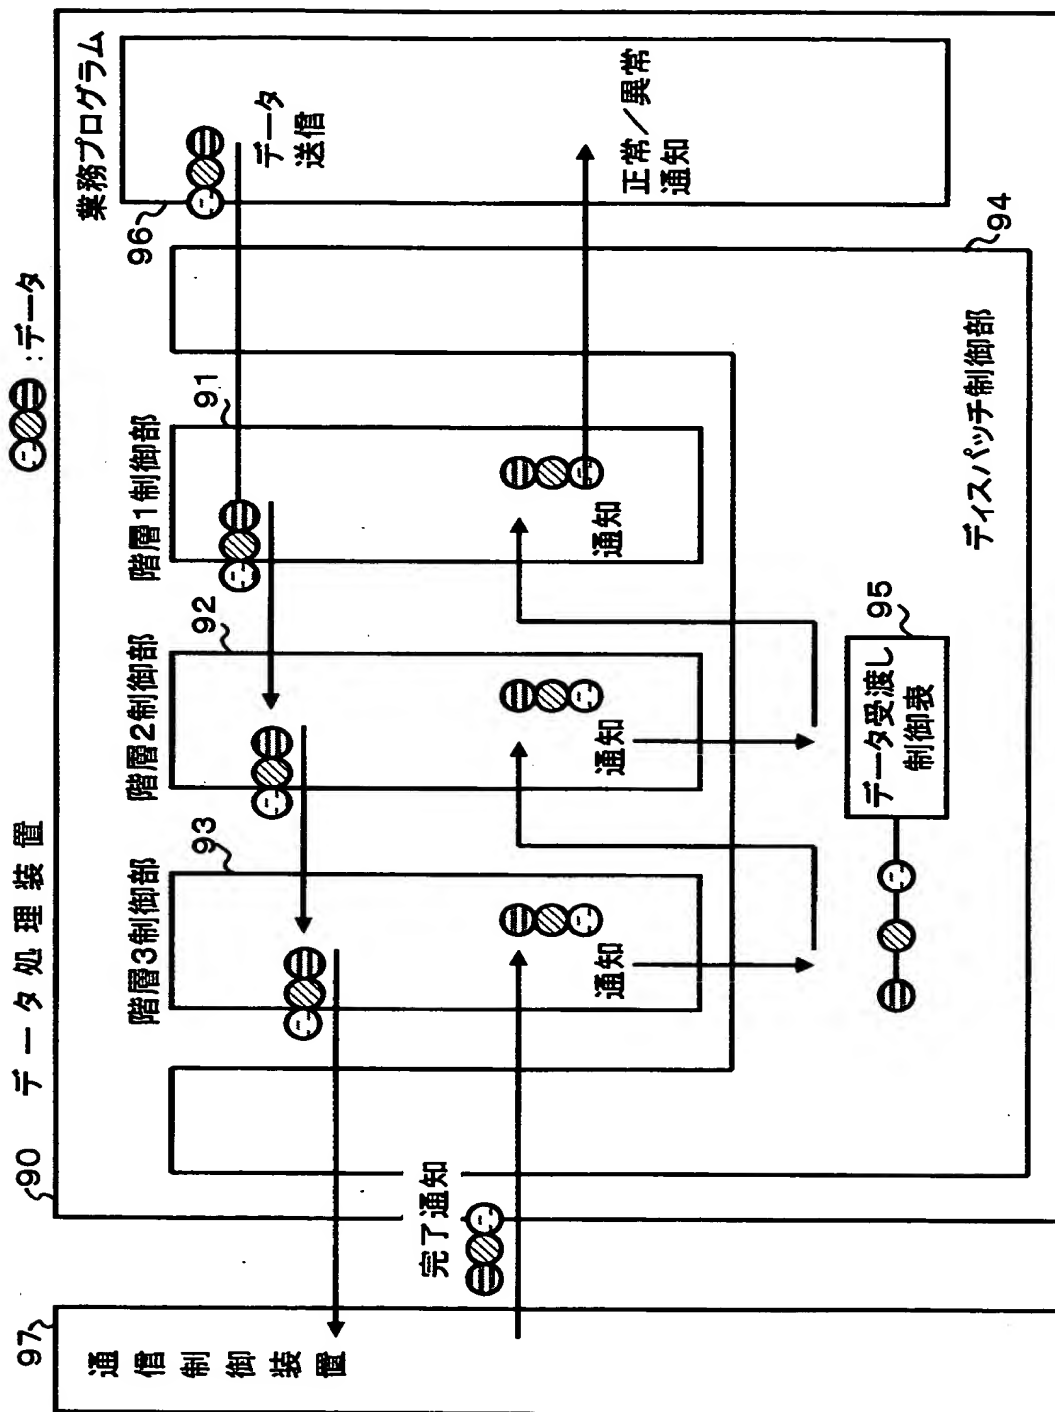 :データ
90 データ処理装置
97
通信制御装置
業務プログラム
96
データ
送信
正常/異常
通知
階層1制御部
91
通知
階層2制御部
92
通知
階層3制御部
93
通知
完了通知
ディスパッチ制御部
94
95
データ受渡し
制御表